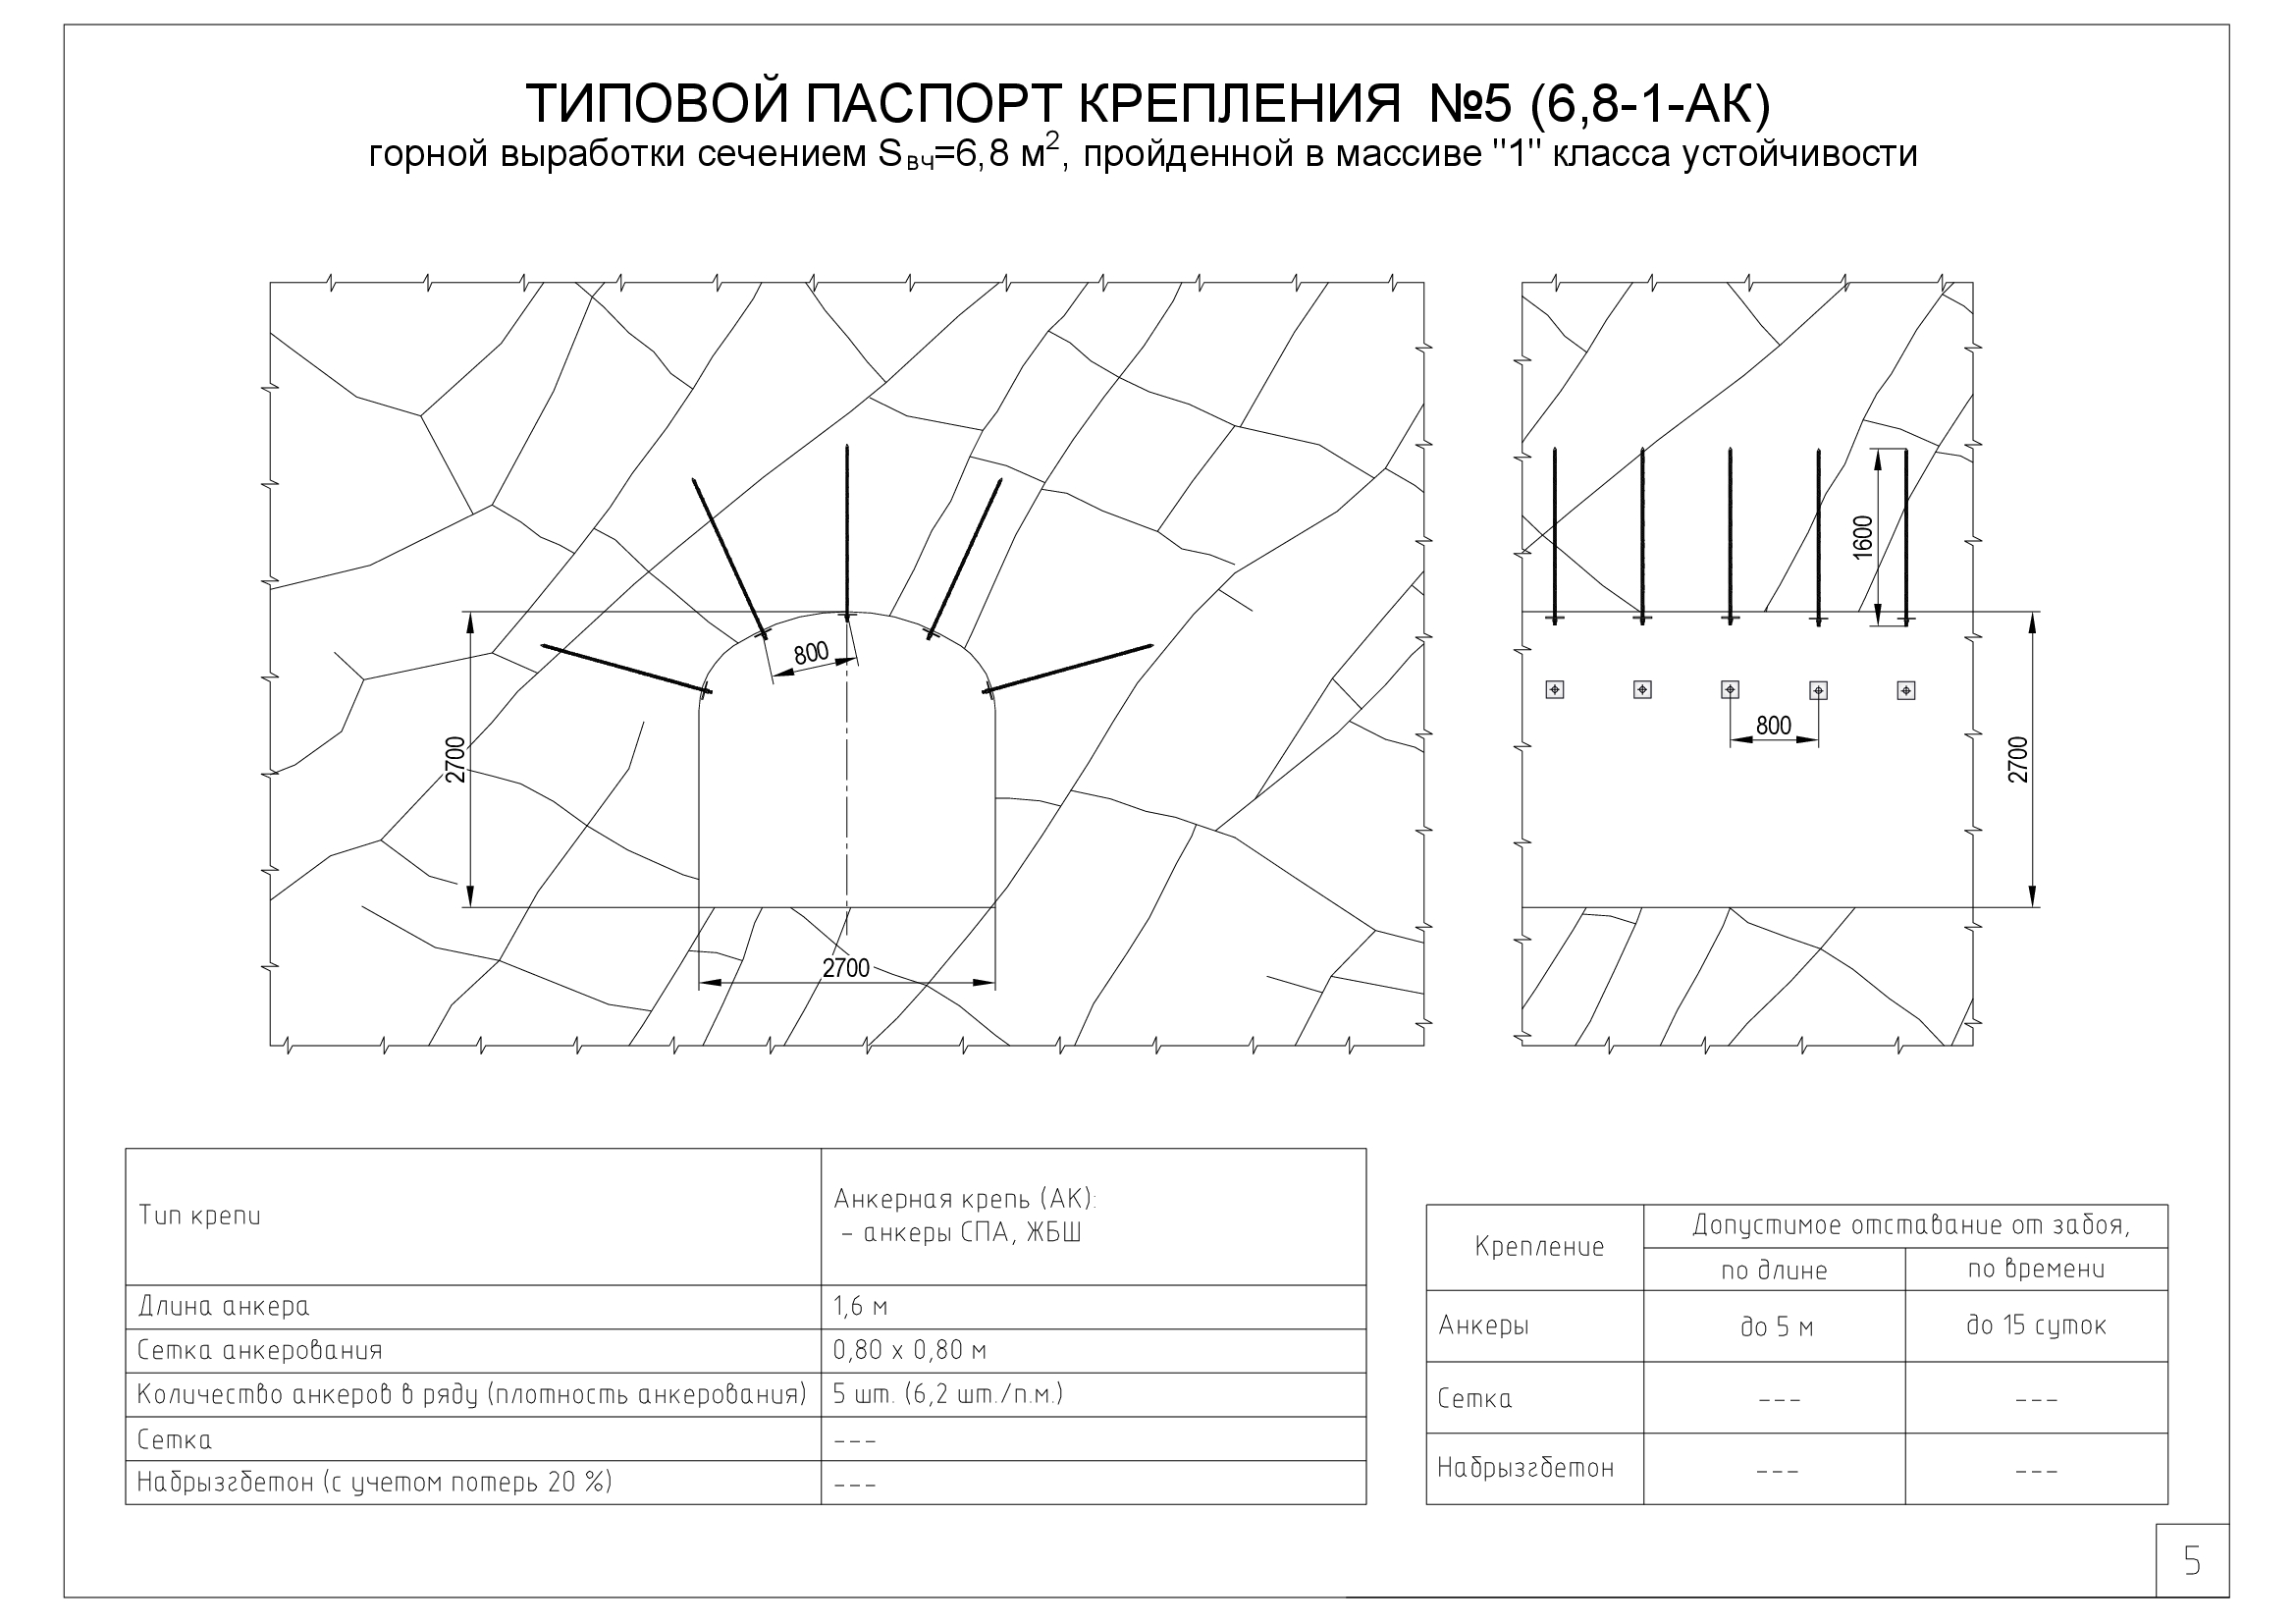 ТИПОВОЙ ПАСПОРТ КРЕПЛЕНИЯ №5 (6,8-1-АК)
горной выработки сечением Sвч=6,8 м², пройденной в массиве "1" класса устойчивости
800
2700
2700
1600
800
2700
Тип крепи
Анкерная крепь (АК):
– анкеры СПА, ЖБШ
Длина анкера
1,6 м
Сетка анкерования
0,80 х 0,80 м
Количество анкеров в ряду (плотность анкерования)
5 шт. (6,2 шт./п.м.)
Сетка
---
Набрызгбетон (с учетом потерь 20 %)
---
Крепление
Допустимое отставание от забоя,
по длине
по времени
Анкеры
до 5 м
до 15 суток
Сетка
---
---
Набрызгбетон
---
---
5